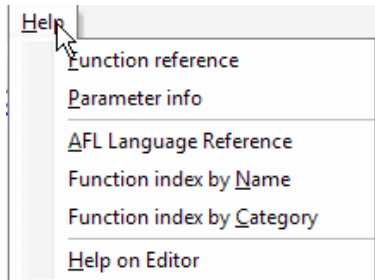 Help
Function reference
Parameter info
AFL Language Reference
Function index by Name
Function index by Category
Help on Editor